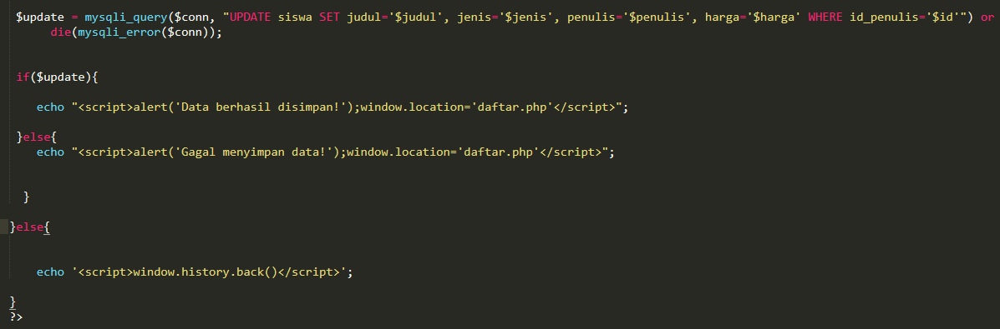 $update = mysqli_query($conn, "UPDATE siswa SET judul='$judul', jenis='$jenis', penulis='$penulis', harga='$harga' WHERE id_penulis='$id'") or
die(mysqli_error($conn));
if($update){
echo "<script>alert('Data berhasil disimpan!');window.location='daftar.php'</script>";
}else{
echo "<script>alert('Gagal menyimpan data!');window.location='daftar.php'</script>";
}
}else{
echo '<script>window.history.back()</script>';
}
?>